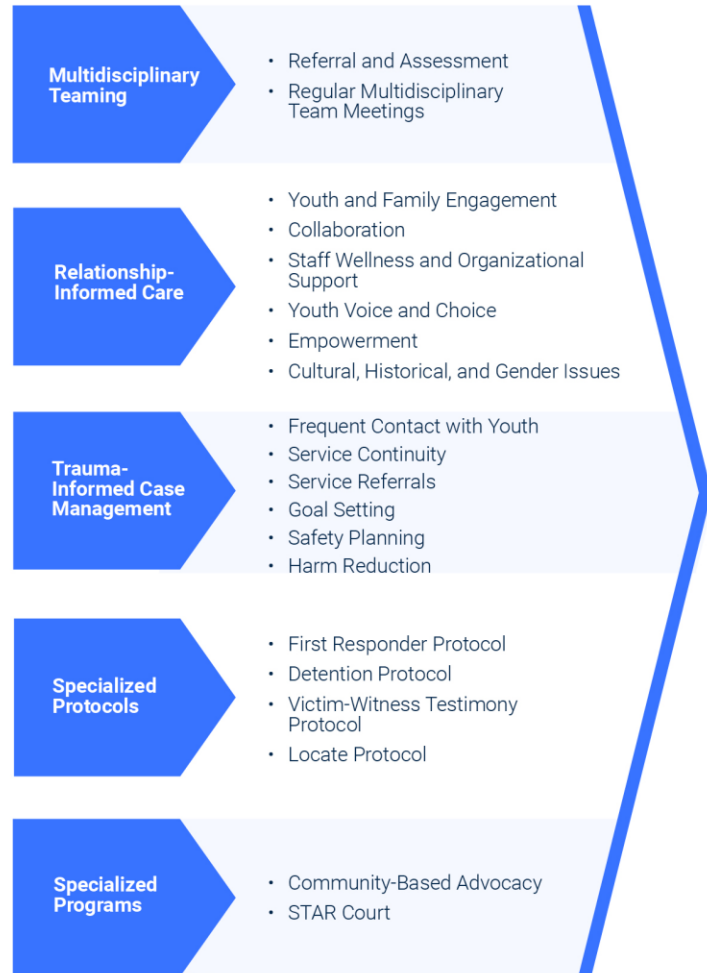 Multidisciplinary
Teaming
• Referral and Assessment
• Regular Multidisciplinary
Team Meetings
Relationship-
Informed Care
• Youth and Family Engagement
• Collaboration
• Staff Wellness and Organizational
Support
• Youth Voice and Choice
• Empowerment
• Cultural, Historical, and Gender Issues
Trauma-
Informed Case
Management
• Frequent Contact with Youth
• Service Continuity
• Service Referrals
• Goal Setting
• Safety Planning
• Harm Reduction
Specialized
Protocols
• First Responder Protocol
• Detention Protocol
• Victim-Witness Testimony
Protocol
• Locate Protocol
Specialized
Programs
• Community-Based Advocacy
• STAR Court